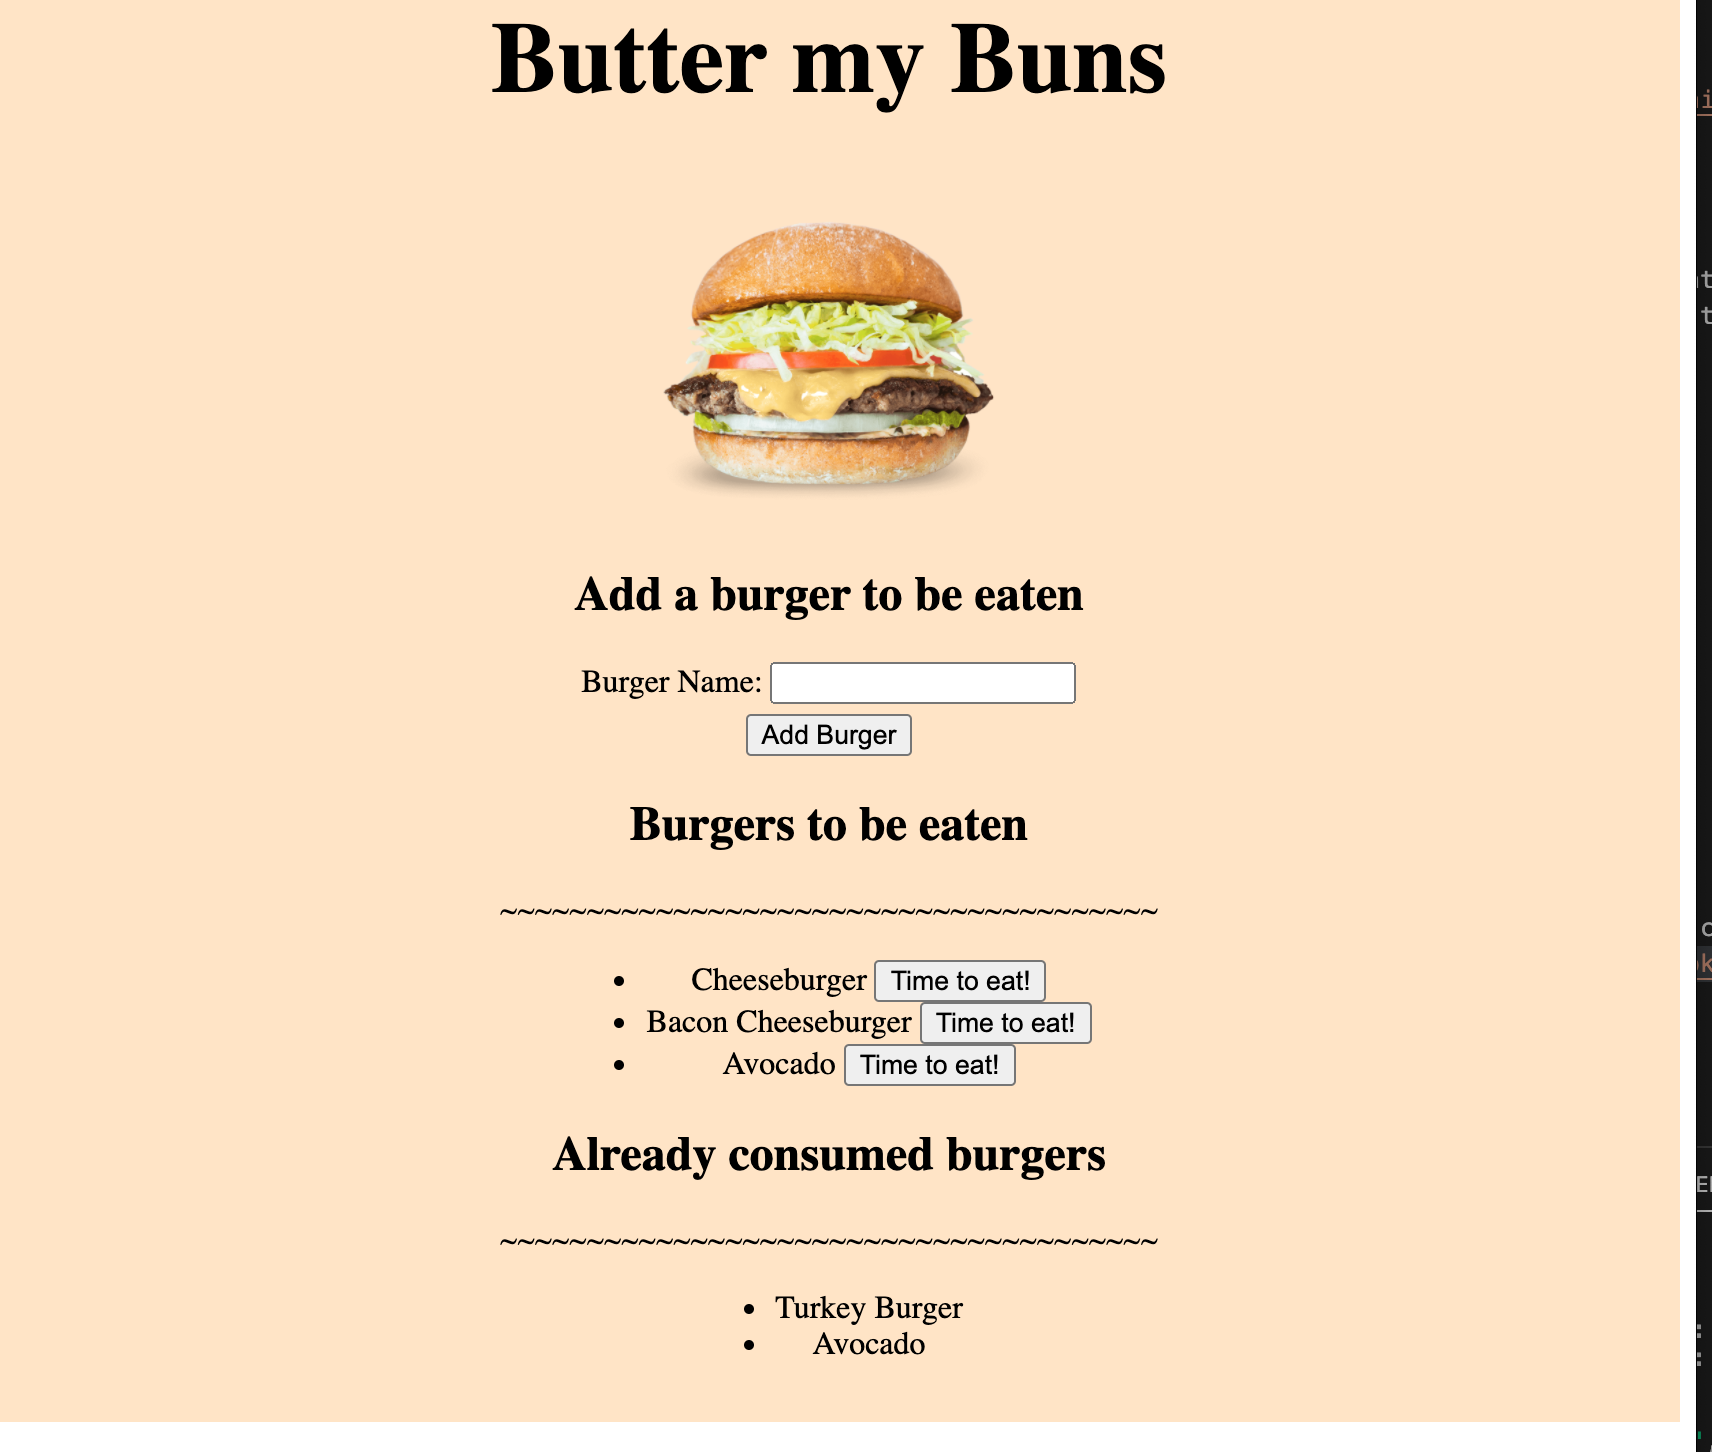 Butter my Buns
Add a burger to be eaten
Burger Name:
Add Burger
Burgers to be eaten
~~~~~~~~~~~~~~~~~~~~~~~~~~~~~~~~~~~~~~
• Cheeseburger Time to eat!
• Bacon Cheeseburger Time to eat!
• Avocado Time to eat!
Already consumed burgers
~~~~~~~~~~~~~~~~~~~~~~~~~~~~~~~~~~~~~~
• Turkey Burger
• Avocado